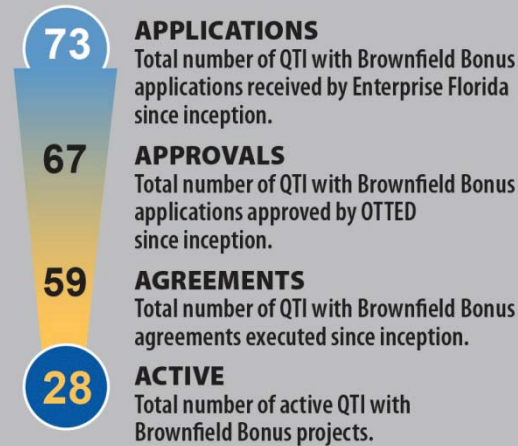 73
APPLICATIONS
Total number of QTI with Brownfield Bonus
applications received by Enterprise Florida
since inception.
67
APPROVALS
Total number of QTI with Brownfield Bonus
applications approved by OTTED
since inception.
59
AGREEMENTS
Total number of QTI with Brownfield Bonus
agreements executed since inception.
28
ACTIVE
Total number of active QTI with
Brownfield Bonus projects.